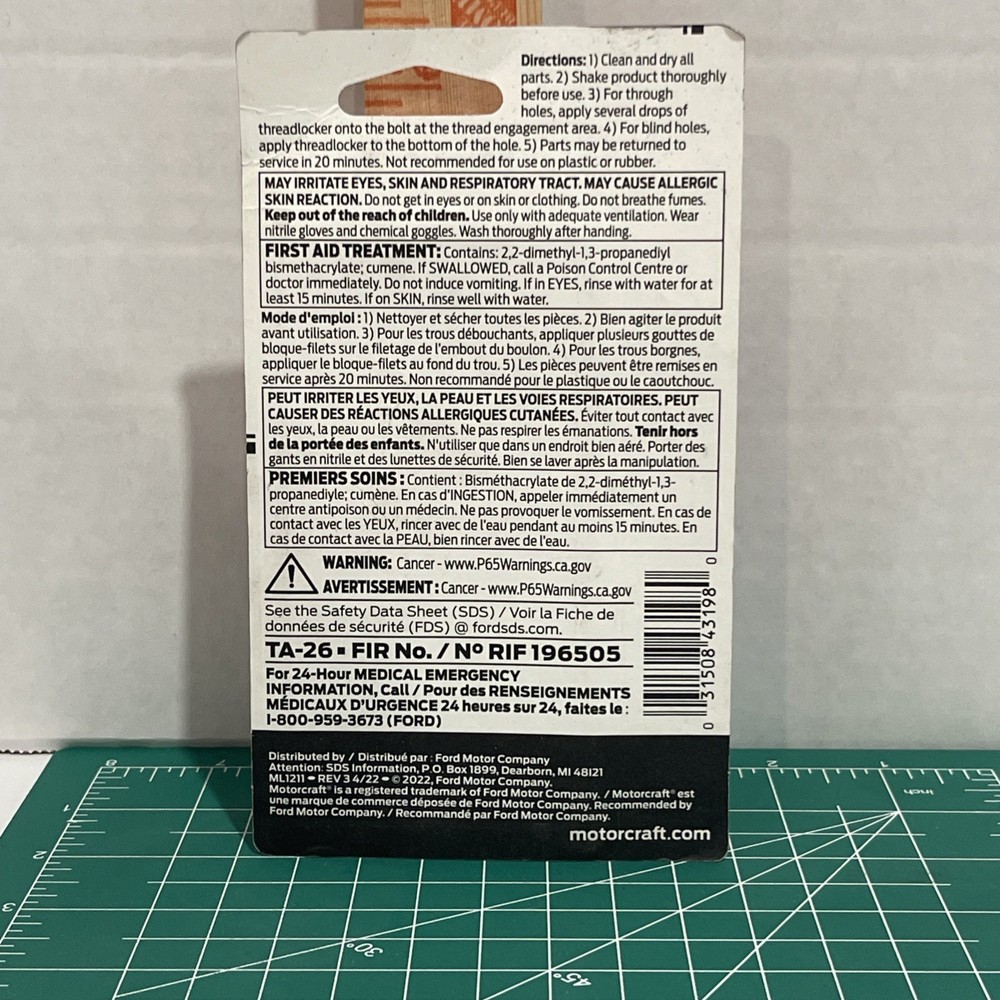 Directions: 1) Clean and dry all
parts. 2) Shake product thoroughly
before use. 3) For through
holes, apply several drops of
threadlocker onto the bolt at the thread engagement area. 4) For blind holes,
apply threadlocker to the bottom of the hole. 5) Parts may be returned to
service in 20 minutes. Not recommended for use on plastic or rubber.
MAY IRRITATE EYES, SKIN AND RESPIRATORY TRACT. MAY CAUSE ALLERGIC
SKIN REACTION. Do not get in eyes or on skin or clothing. Do not breathe fumes.
Keep out of the reach of children. Use only with adequate ventilation. Wear
nitrile gloves and chemical goggles. Wash thoroughly after handing.
FIRST AID TREATMENT: Contains: 2,2-dimethyl-1,3-propanediyl
bismethacrylate; cumene. If SWALLOWED, call a Poison Control Centre or
doctor immediately. Do not induce vomiting. If in EYES, rinse with water for at
least 15 minutes. If on SKIN, rinse well with water.
Mode d'emploi : 1) Nettoyer et sécher toutes les pièces. 2) Bien agiter le produit
avant utilisation. 3) Pour les trous débouchants, appliquer plusieurs gouttes de
bloque-filets sur le filetage de l'embout du boulon. 4) Pour les trous borgnes,
appliquer le bloque-filets au fond du trou. 5) Les pièces peuvent être remises en
service après 20 minutes. Non recommandé pour le plastique ou le caoutchouc.
PEUT IRRITER LES YEUX, LA PEAU ET LES VOIES RESPIRATOIRES. PEUT
CAUSER DES RÉACTIONS ALLERGIQUES CUTANÉES. Éviter tout contact avec
les yeux, la peau ou les vêtements. Ne pas respirer les émanations. Tenir hors
de la portée des enfants. N'utiliser que dans un endroit bien aéré. Porter des
gants en nitrile et des lunettes de sécurité. Bien se laver après la manipulation.
PREMIERS SOINS : Contient : Bisméthacrylate de 2,2-diméthyl-1,3-
propanediyle; cumène. En cas d'INGESTION, appeler immédiatement un
centre antipoison ou un médecin. Ne pas provoquer le vomissement. En cas de
contact avec les YEUX, rincer avec de l'eau pendant au moins 15 minutes. En
cas de contact avec la PEAU, bien rincer avec de l'eau.
WARNING: Cancer - www.P65Warnings.ca.gov
AVERTISSEMENT : Cancer - www.P65Warnings.ca.gov
See the Safety Data Sheet (SDS) / Voir la Fiche de
données de sécurité (FDS) @ fordsds.com.
TA-26 ▪ FIR No. / Nº RIF 196505
For 24-Hour MEDICAL EMERGENCY
INFORMATION, Call / Pour des RENSEIGNEMENTS
MÉDICAUX D'URGENCE 24 heures sur 24, faites le :
1-800-959-3673 (FORD)
0 31508 43198 0
Distributed by / Distribué par : Ford Motor Company
Attention: SDS Information, P.O. Box 1899, Dearborn, MI 48121
ML1211 • REV 3 4/22 • © 2022, Ford Motor Company.
Motorcraft® is a registered trademark of Ford Motor Company. / Motorcraft® est
une marque de commerce déposée de Ford Motor Company. Recommended by
Ford Motor Company. / Recommandé par Ford Motor Company.
motorcraft.com
2 1
inch
1
2
3
30°
45°